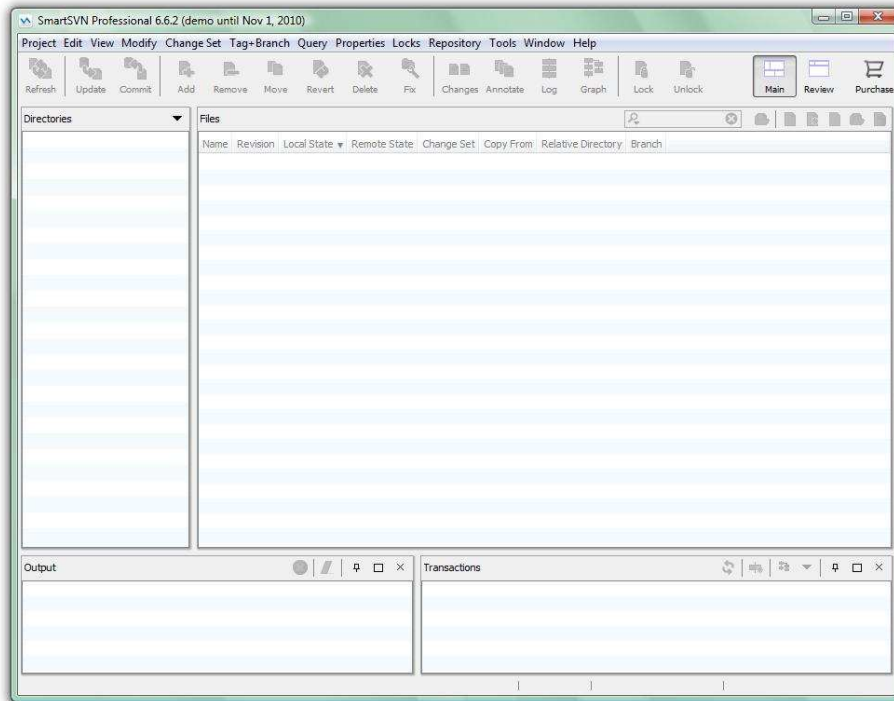 SmartSVN Professional 6.6.2 (demo until Nov 1, 2010)
Project Edit View Modify Change Set Tag+Branch Query Properties Locks Repository Tools Window Help
Refresh Update Commit Add Remove Move Revert Delete Fix Changes Annotate Log Graph Lock Unlock Main Review Purchase
Directories Files
Name Revision Local State Remote State Change Set Copy From Relative Directory Branch
Output Transactions